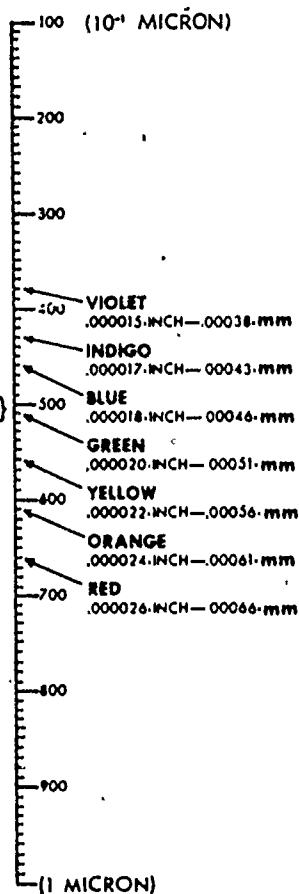 100 (10⁻¹ MICRON)
200
300
400
VIOLET
.000015·INCH—.00038·mm
INDIGO
.000017·INCH—00043·mm
BLUE
.000018·INCH—.00046·mm
500
GREEN
.000020·INCH—.00051·mm
YELLOW
.000022·INCH—.00056·mm
600
ORANGE
.000024·INCH—.00061·mm
RED
.000026·INCH—00066·mm
700
800
900
(1 MICRON)